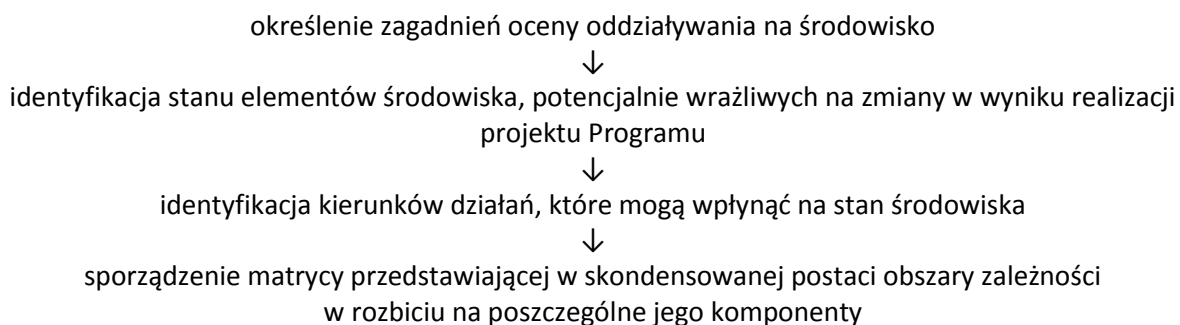 określenie zagadnień oceny oddziaływania na środowisko
↓
identyfikacja stanu elementów środowiska, potencjalnie wrażliwych na zmiany w wyniku realizacji
projektu Programu
↓
identyfikacja kierunków działań, które mogą wpłynąć na stan środowiska
↓
sporządzenie matrycy przedstawiającej w skondensowanej postaci obszary zależności
w rozbiciu na poszczególne jego komponenty